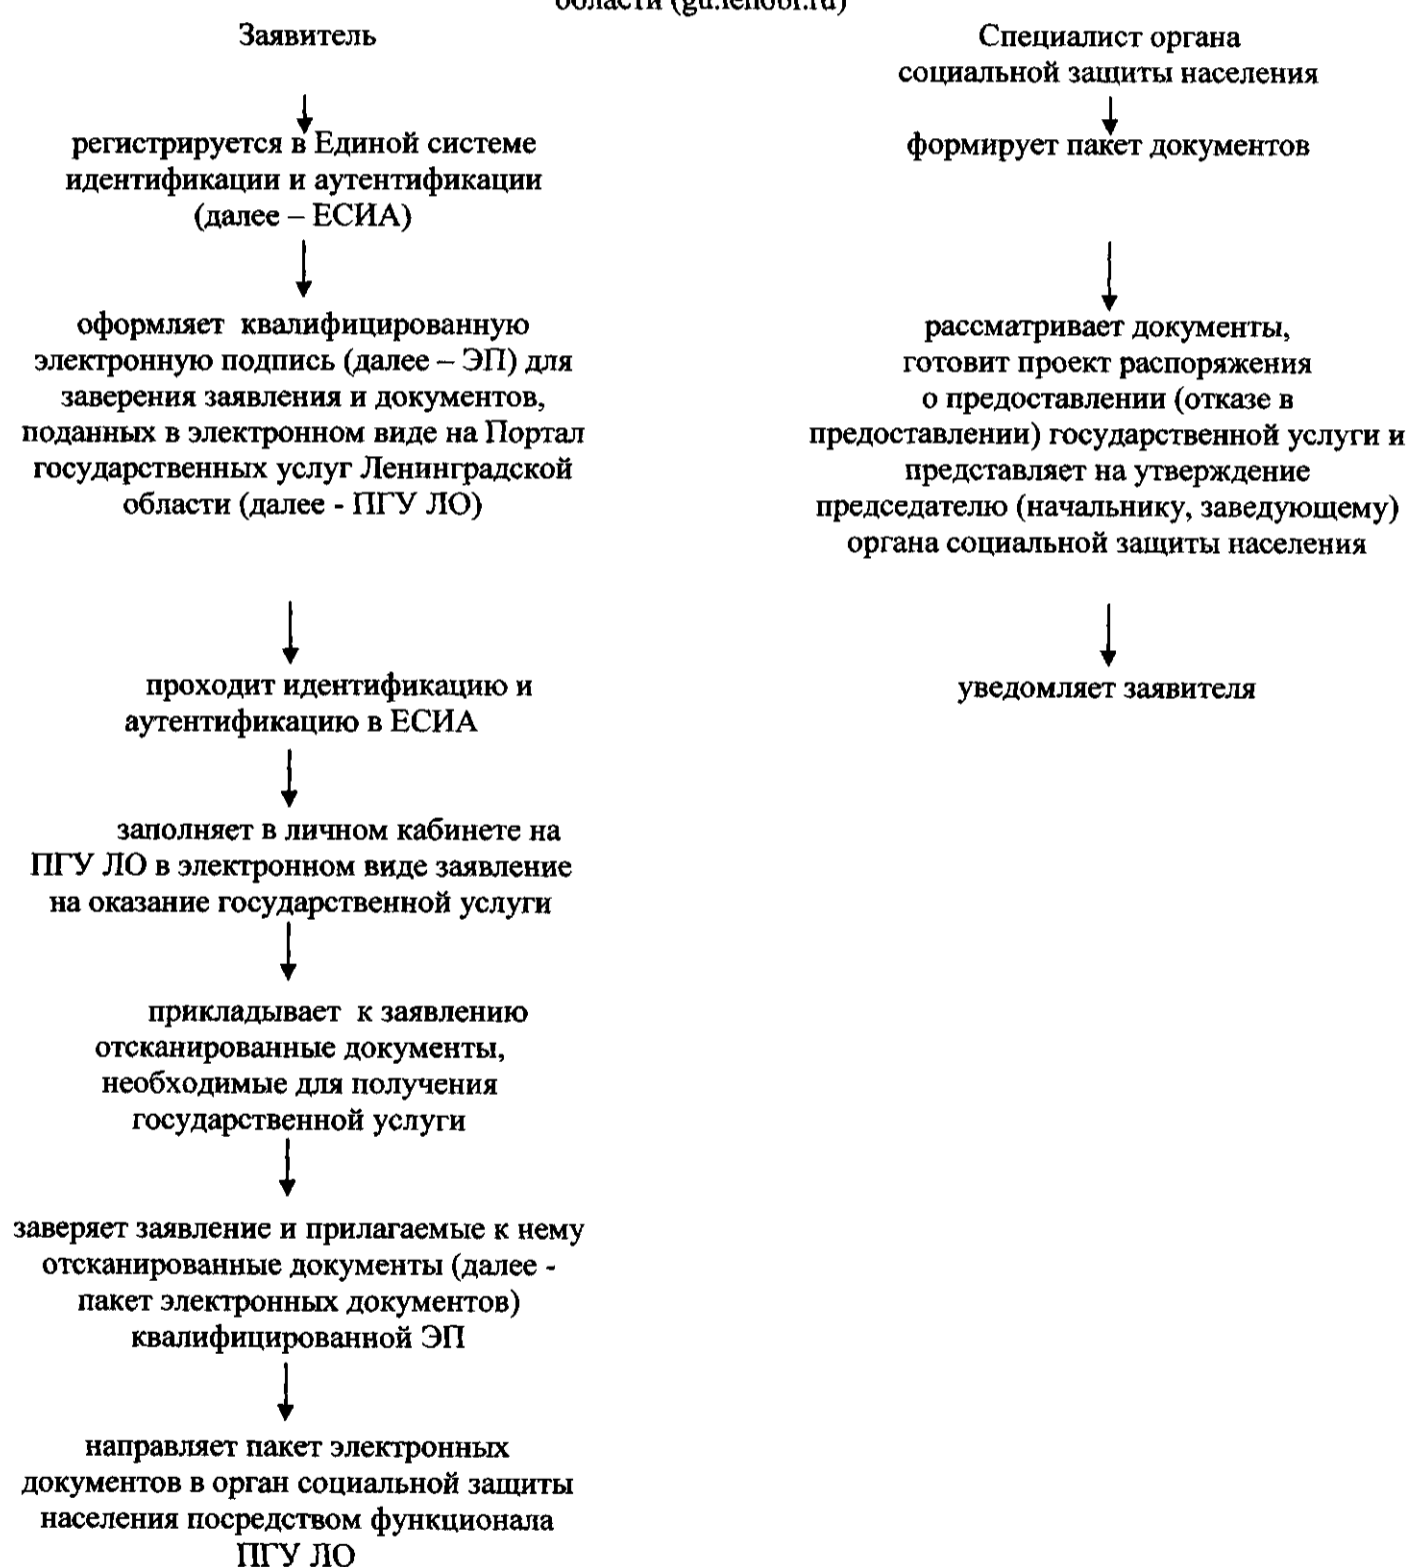 области (gu.lenobl.ru)
Заявитель
регистрируется в Единой системе
идентификации и аутентификации
(далее – ЕСИА)
оформляет квалифицированную
электронную подпись (далее – ЭП) для
заверения заявления и документов,
поданных в электронном виде на Портал
государственных услуг Ленинградской
области (далее - ПГУ ЛО)
проходит идентификацию и
аутентификацию в ЕСИА
заполняет в личном кабинете на
ПГУ ЛО в электронном виде заявление
на оказание государственной услуги
прикладывает к заявлению
отсканированные документы,
необходимые для получения
государственной услуги
заверяет заявление и прилагаемые к нему
отсканированные документы (далее -
пакет электронных документов)
квалифицированной ЭП
направляет пакет электронных
документов в орган социальной защиты
населения посредством функционала
ПГУ ЛО
Специалист органа
социальной защиты населения
формирует пакет документов
рассматривает документы,
готовит проект распоряжения
о предоставлении (отказе в
предоставлении) государственной услуги и
представляет на утверждение
председателю (начальнику, заведующему)
органа социальной защиты населения
уведомляет заявителя